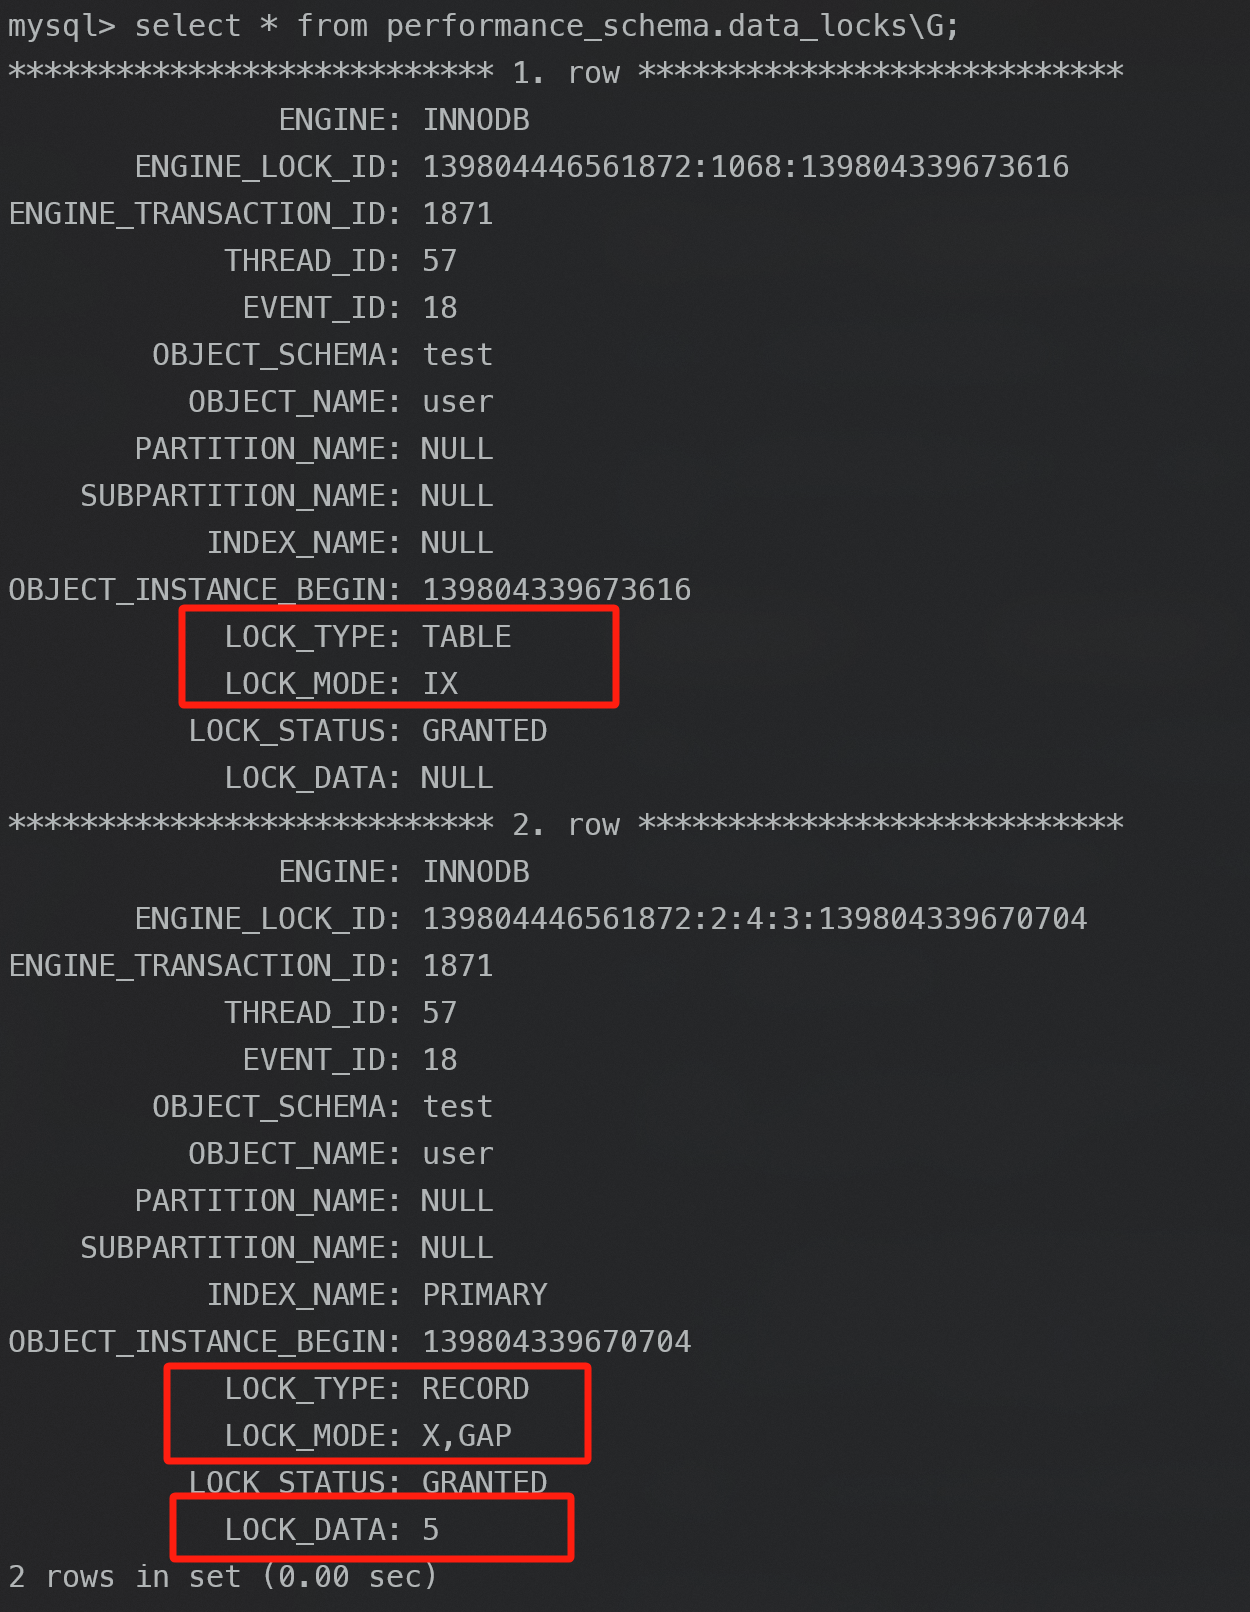 mysql> select * from performance_schema.data_locks\G;
*************************** 1. row ***************************
ENGINE: INNODB
ENGINE_LOCK_ID: 139804446561872:1068:139804339673616
ENGINE_TRANSACTION_ID: 1871
THREAD_ID: 57
EVENT_ID: 18
OBJECT_SCHEMA: test
OBJECT_NAME: user
PARTITION_NAME: NULL
SUBPARTITION_NAME: NULL
INDEX_NAME: NULL
OBJECT_INSTANCE_BEGIN: 139804339673616
LOCK_TYPE: TABLE
LOCK_MODE: IX
LOCK_STATUS: GRANTED
LOCK_DATA: NULL
*************************** 2. row ***************************
ENGINE: INNODB
ENGINE_LOCK_ID: 139804446561872:2:4:3:139804339670704
ENGINE_TRANSACTION_ID: 1871
THREAD_ID: 57
EVENT_ID: 18
OBJECT_SCHEMA: test
OBJECT_NAME: user
PARTITION_NAME: NULL
SUBPARTITION_NAME: NULL
INDEX_NAME: PRIMARY
OBJECT_INSTANCE_BEGIN: 139804339670704
LOCK_TYPE: RECORD
LOCK_MODE: X,GAP
LOCK_STATUS: GRANTED
LOCK_DATA: 5
2 rows in set (0.00 sec)